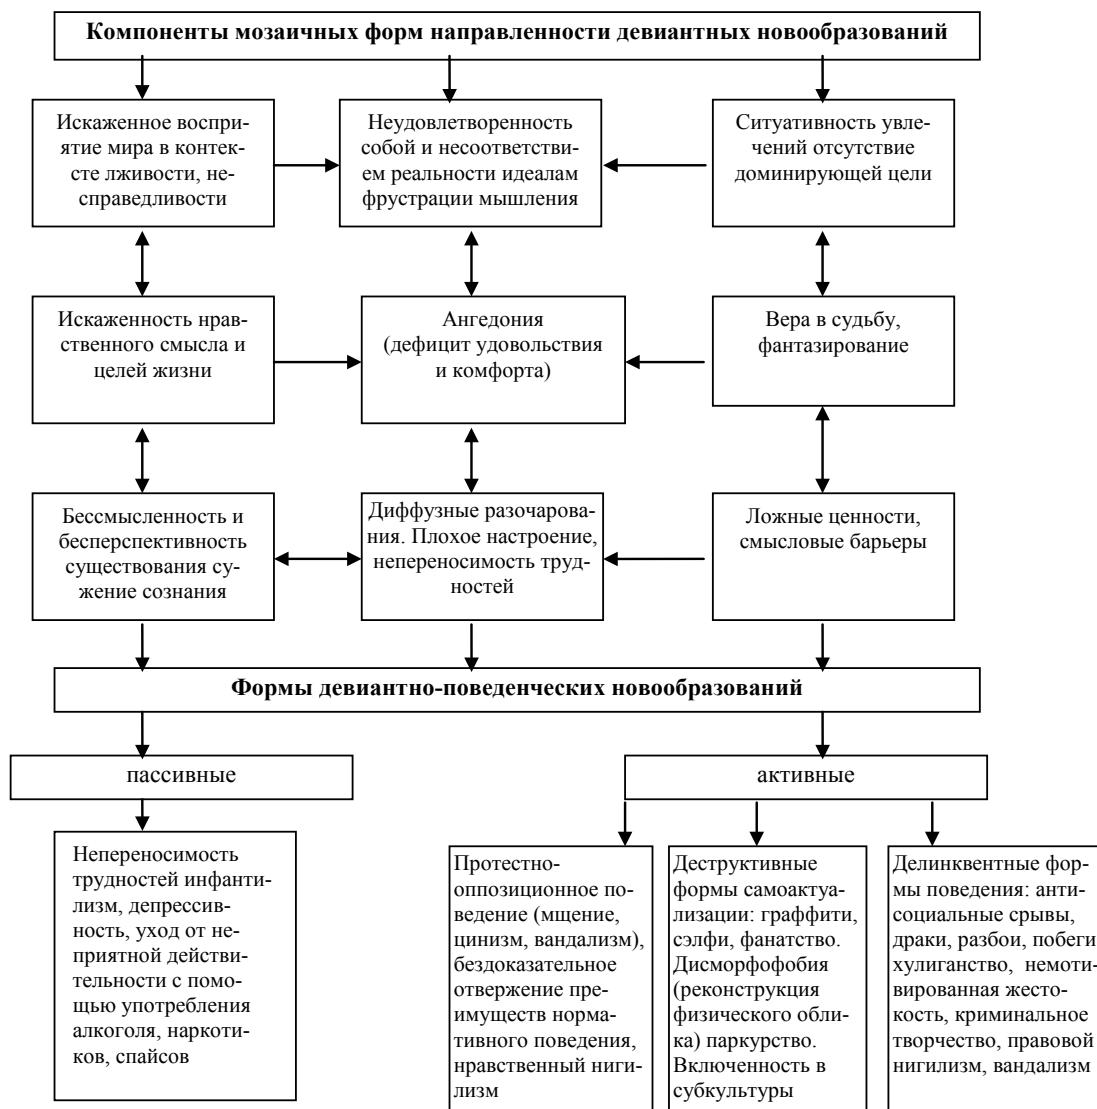 Компоненты мозаичных форм направленности девиантных новообразований
Искаженное воспри-
ятие мира в контек-
сте лживости, не-
справедливости
Неудовлетворенность
собой и несоответстви-
ем реальности идеалам
фрустрации мышления
Ситуативность увле-
чений отсутствие
доминирующей цели
Искаженность нрав-
ственного смысла и
целей жизни
Ангедония
(дефицит удовольствия
и комфорта)
Вера в судьбу,
фантазирование
Бессмысленность и
бесперспективность
существования су-
жение сознания
Диффузные разочарова-
ния. Плохое настроение,
непереносимость труд-
ностей
Ложные ценности,
смысловые барьеры
Формы девиантно-поведенческих новообразований
пассивные
активные
Непереносимость
трудностей инфанти-
лизм, депрессив-
ность, уход от не-
приятной действи-
тельности с помо-
щью употребления
алкоголя, наркоти-
ков, спайсов
Протестно-
оппозиционное по-
ведение (мщение,
цинизм, вандализм),
бездоказательное
отвержение пре-
имуществ норма-
тивного поведения,
нравственный ниги-
лизм
Деструктивные
формы самоактуа-
лизации: граффити,
сэлфи, фанатство.
Дисморфофобия
(реконструкция
физического обли-
ка) паркурство.
Включенность в
субкультуры
Делинквентные фор-
мы поведения: анти-
социальные срывы,
драки, разбои, побеги
хулиганство, немоти-
вированная жесто-
кость, криминальное
творчество, правовой
нигилизм, вандализм